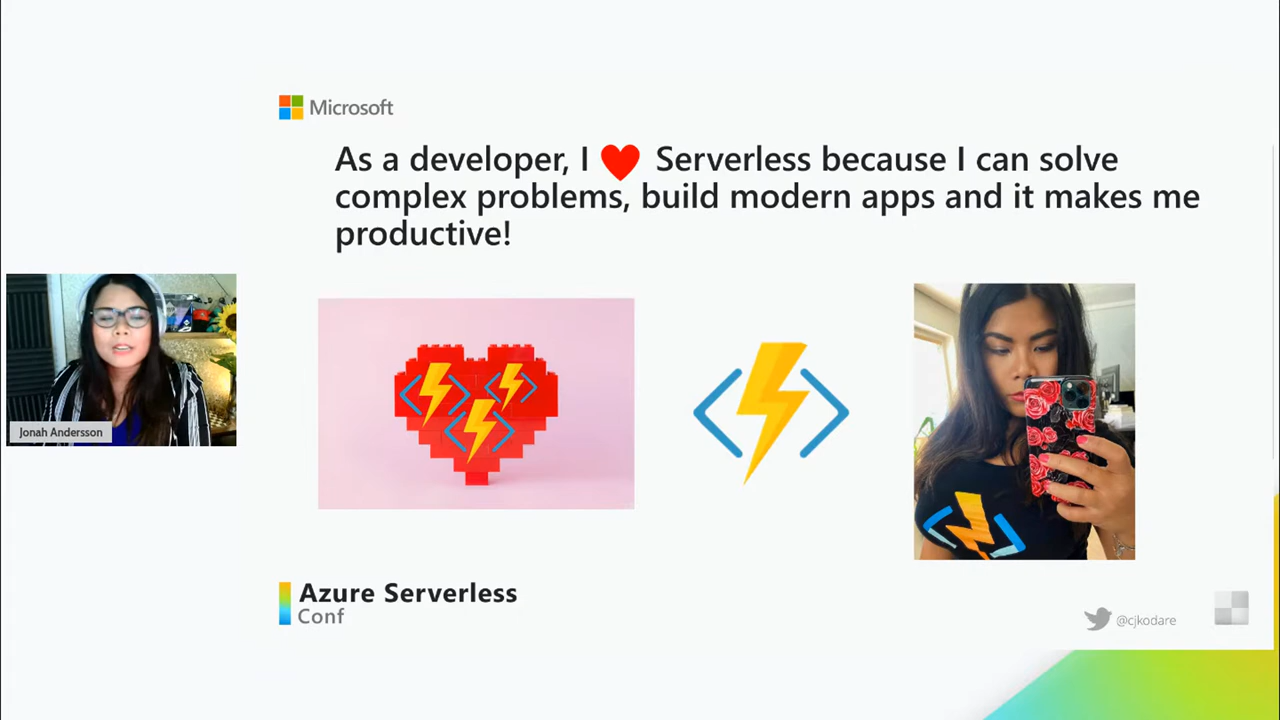 Microsoft
As a developer, I ❤ Serverless because I can solve
complex problems, build modern apps and it makes me
productive!
Jonah Andersson
Azure Serverless
Conf
@cjkodare